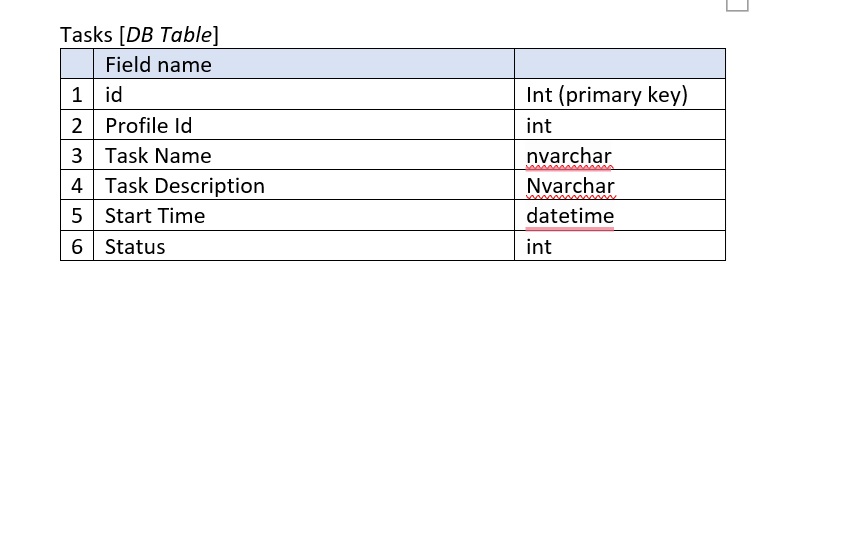 Tasks [DB Table]
Field name
1 id Int (primary key)
2 Profile Id int
3 Task Name nvarchar
4 Task Description Nvarchar
5 Start Time datetime
6 Status int